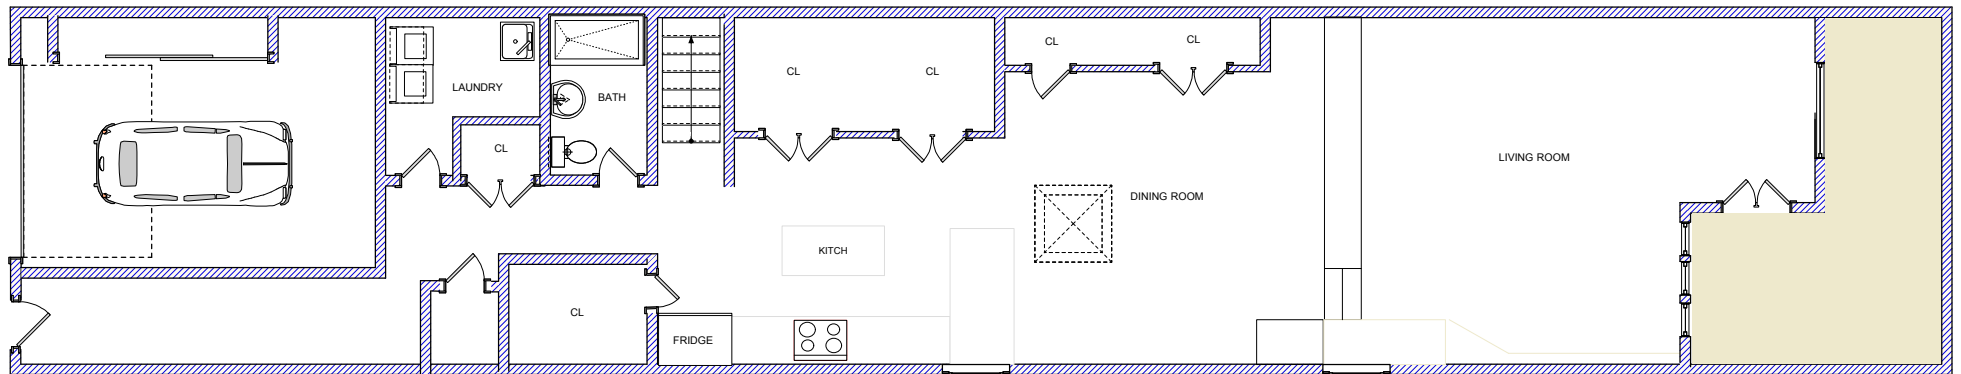 CL
CL
CL
CL
LAUNDRY
BATH
CL
LIVING ROOM
DINING ROOM
KITCH
CL
FRIDGE